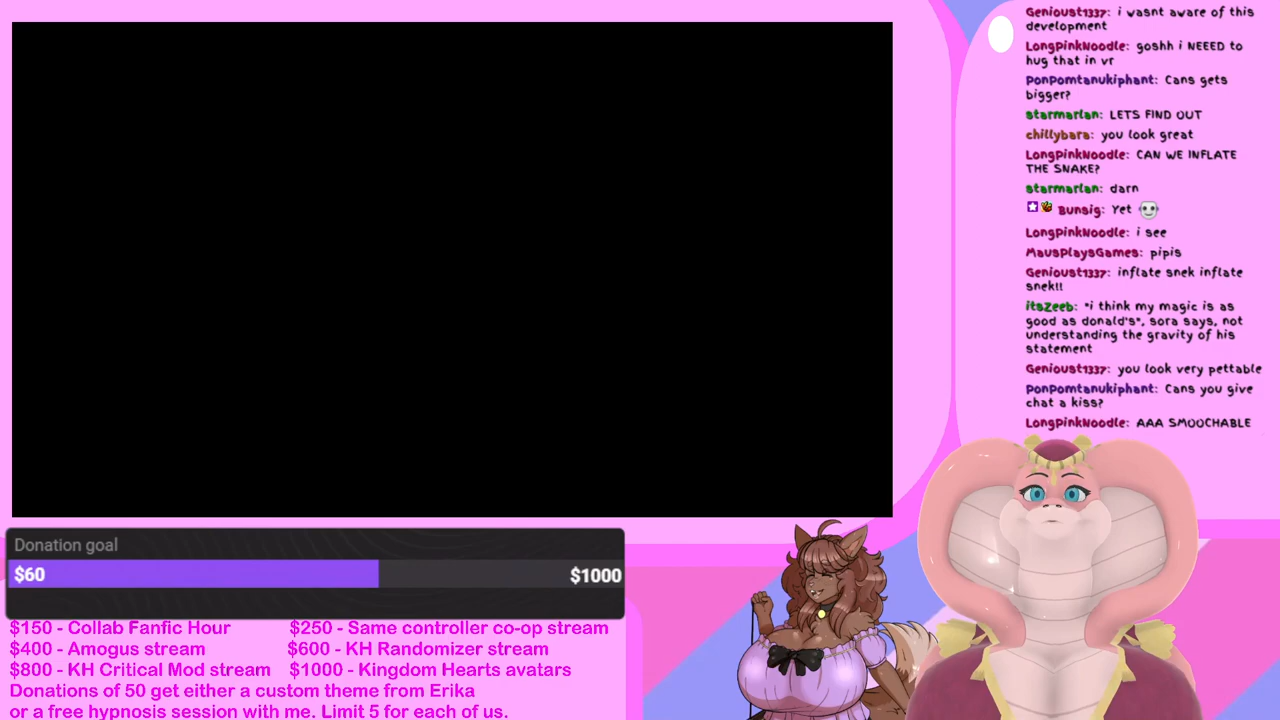 Genioust1337: i wasnt aware of this
development
LongPinkNoodle: goshh i NEEED to
hug that in vr
PonPomtanukiphant: Cans gets
bigger?
starmarlan: LETS FIND OUT
chillybara: you look great
LongPinkNoodle: CAN WE INFLATE
THE SNAKE?
starmarlan: darn
Bunsig: Yet
LongPinkNoodle: i see
MausPlaysGames: pipis
Genioust1337: inflate snek inflate
snek!!
itsZeeb: "i think my magic is as
good as donald's", sora says, not
understanding the gravity of his
statement
Genioust1337: you look very pettable
PonPomtanukiphant: Cans you give
chat a kiss?
LongPinkNoodle: AAA SMOOCHABLE
Donation goal
$60 $1000
$150 - Collab Fanfic Hour $250 - Same controller co-op stream
$400 - Amogus stream $600 - KH Randomizer stream
$800 - KH Critical Mod stream $1000 - Kingdom Hearts avatars
Donations of 50 get either a custom theme from Erika
or a free hypnosis session with me. Limit 5 for each of us.